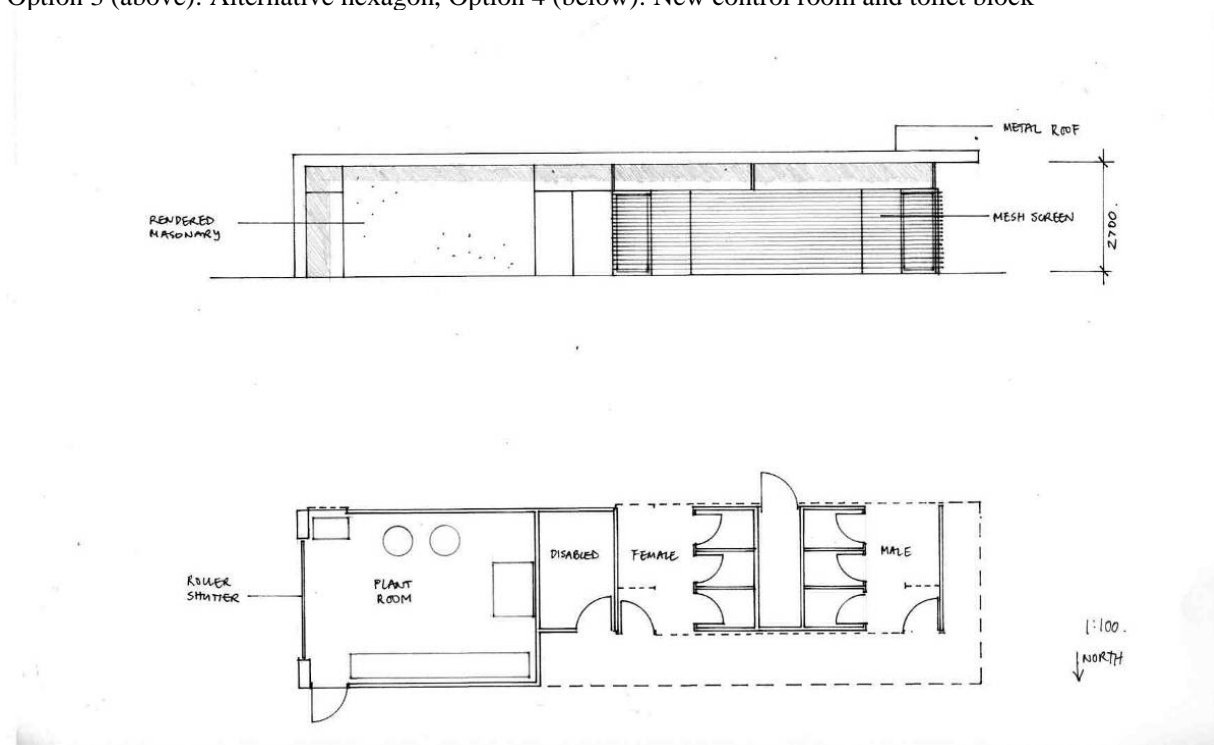 Option 3 (above): Alternative hexagon; Option 4 (below): New control room and toilet block
METAL ROOF
RENDERED
MASONARY
MESH SCREEN
2700.
ROLLER
SHUTTER
PLANT
ROOM
DISABLED
FEMALE
MALE
1:100.
NORTH